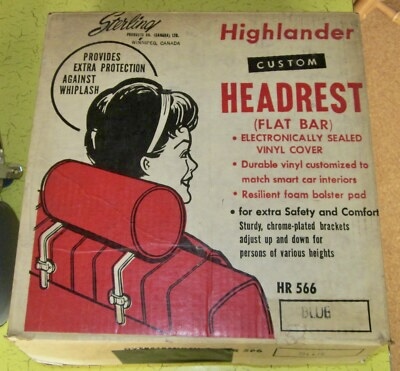 Sterling
PRODUCTS CO. (CANADA) LTD.
WINNIPEG, CANADA
PROVIDES
EXTRA PROTECTION
AGAINST
WHIPLASH
Highlander
CUSTOM
HEADREST
(FLAT BAR)
• ELECTRONICALLY SEALED
VINYL COVER
• Durable vinyl customized to
match smart car interiors
• Resilient foam bolster pad
• for extra Safety and Comfort
Sturdy, chrome-plated brackets
adjust up and down for
persons of various heights
HR 566
BLUE